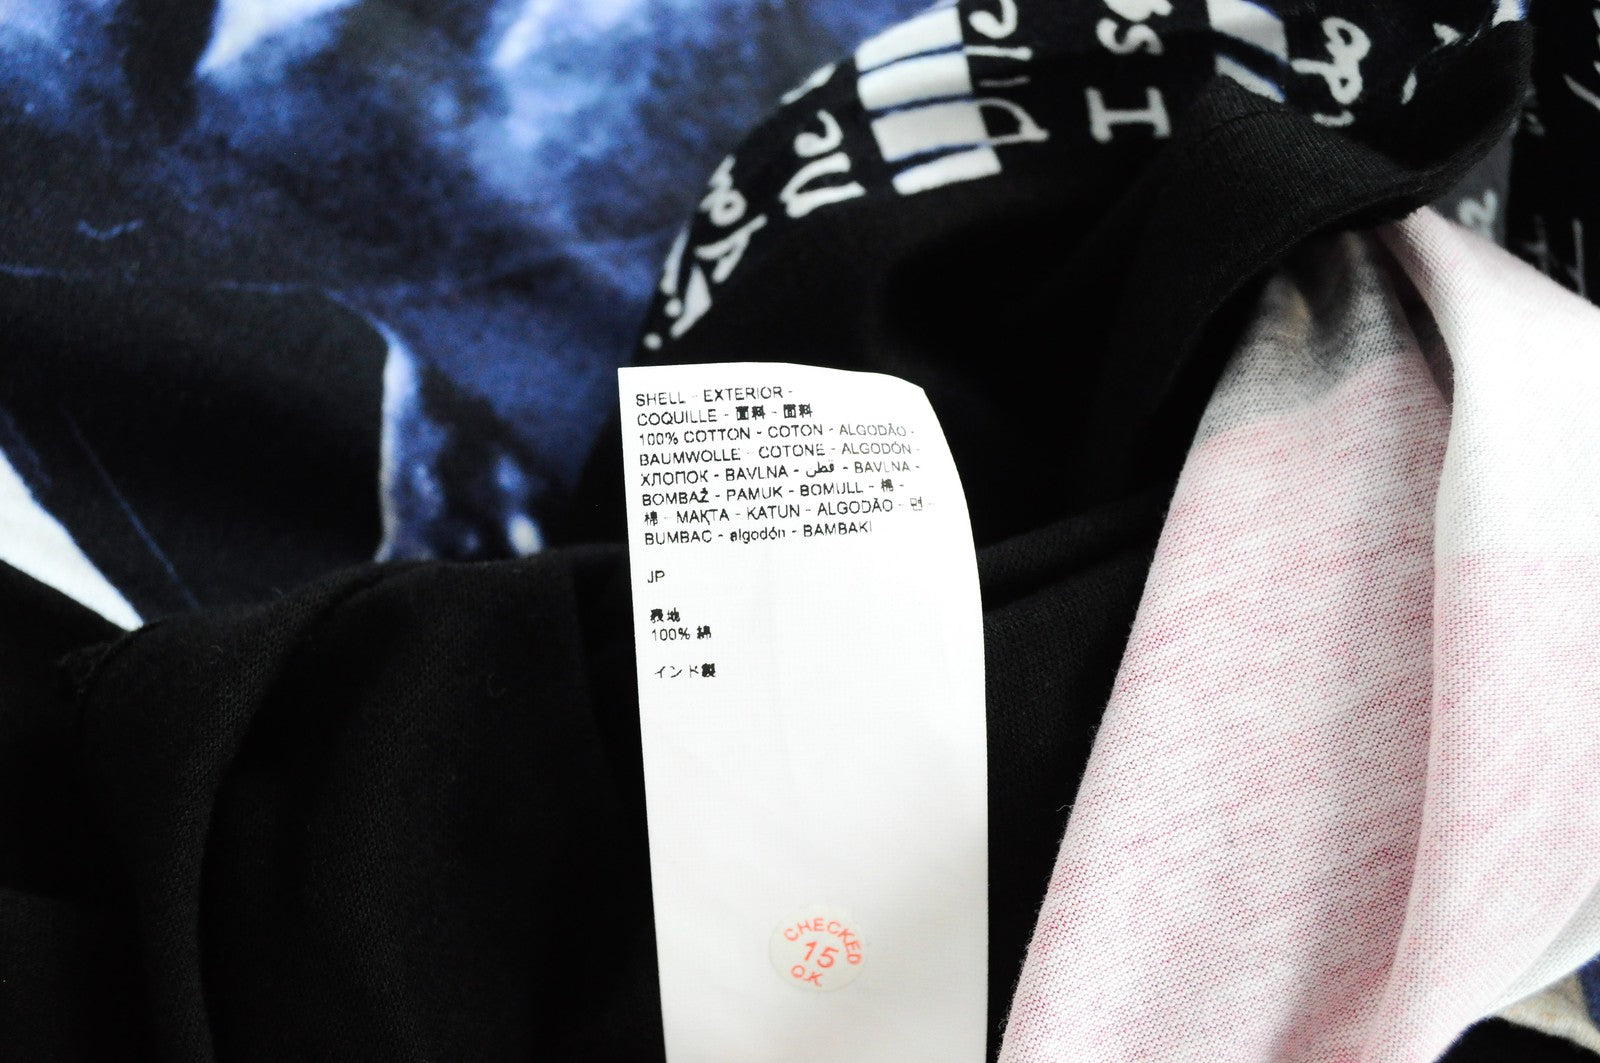 SHELL - EXTERIOR -
COQUILLE - 面料 - 面料
100% COTTON - COTON - ALGODÃO -
BAUMWOLLE - COTONE - ALGODÓN -
ХЛОПОК - BAVLNA - قطن - BAVLNA -
BOMBAŽ - PAMUK - BOMULL - 棉 -
棉 - МАҚТА - KATUN - ALGODÃO - 면 -
BUMBAC - algodón - BAMBAKI
JP
表地
100% 綿
インド製
CHECKED
15
O.K